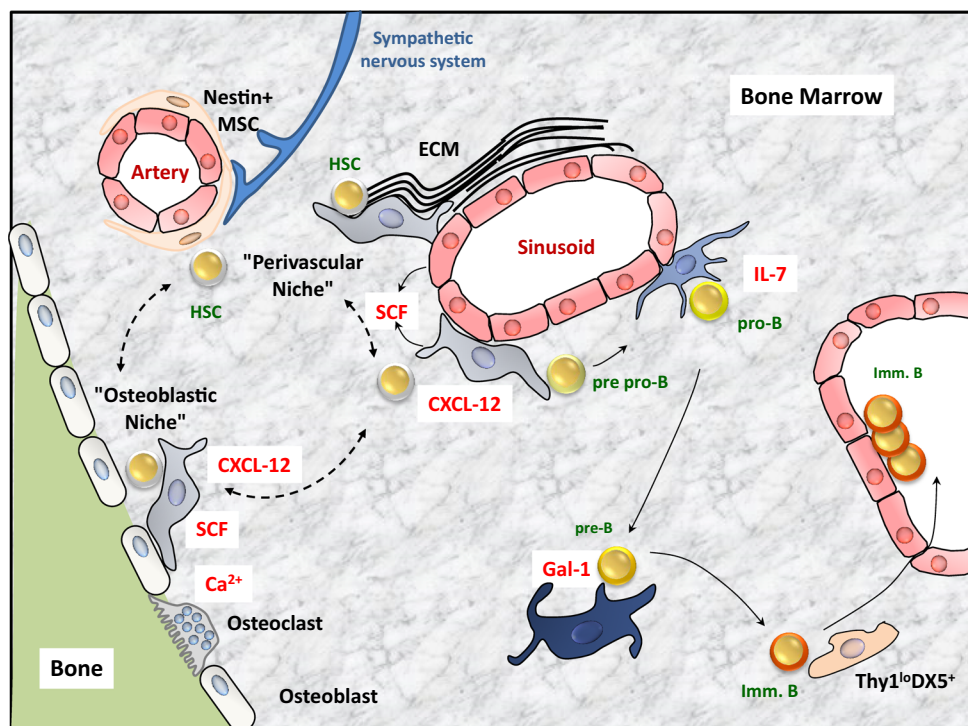 Sympathetic
nervous system
Nestin+
MSC
Bone Marrow
ECM
HSC
Artery
"Perivascular
Niche"
Sinusoid
IL-7
SCF
HSC
pro-B
pre pro-B
Imm. B
"Osteoblastic
Niche"
CXCL-12
CXCL-12
SCF
pre-B
Gal-1
Ca²⁺
Osteoclast
Bone
Osteoblast
Imm. B
Thy1ˡᵒDX5⁺